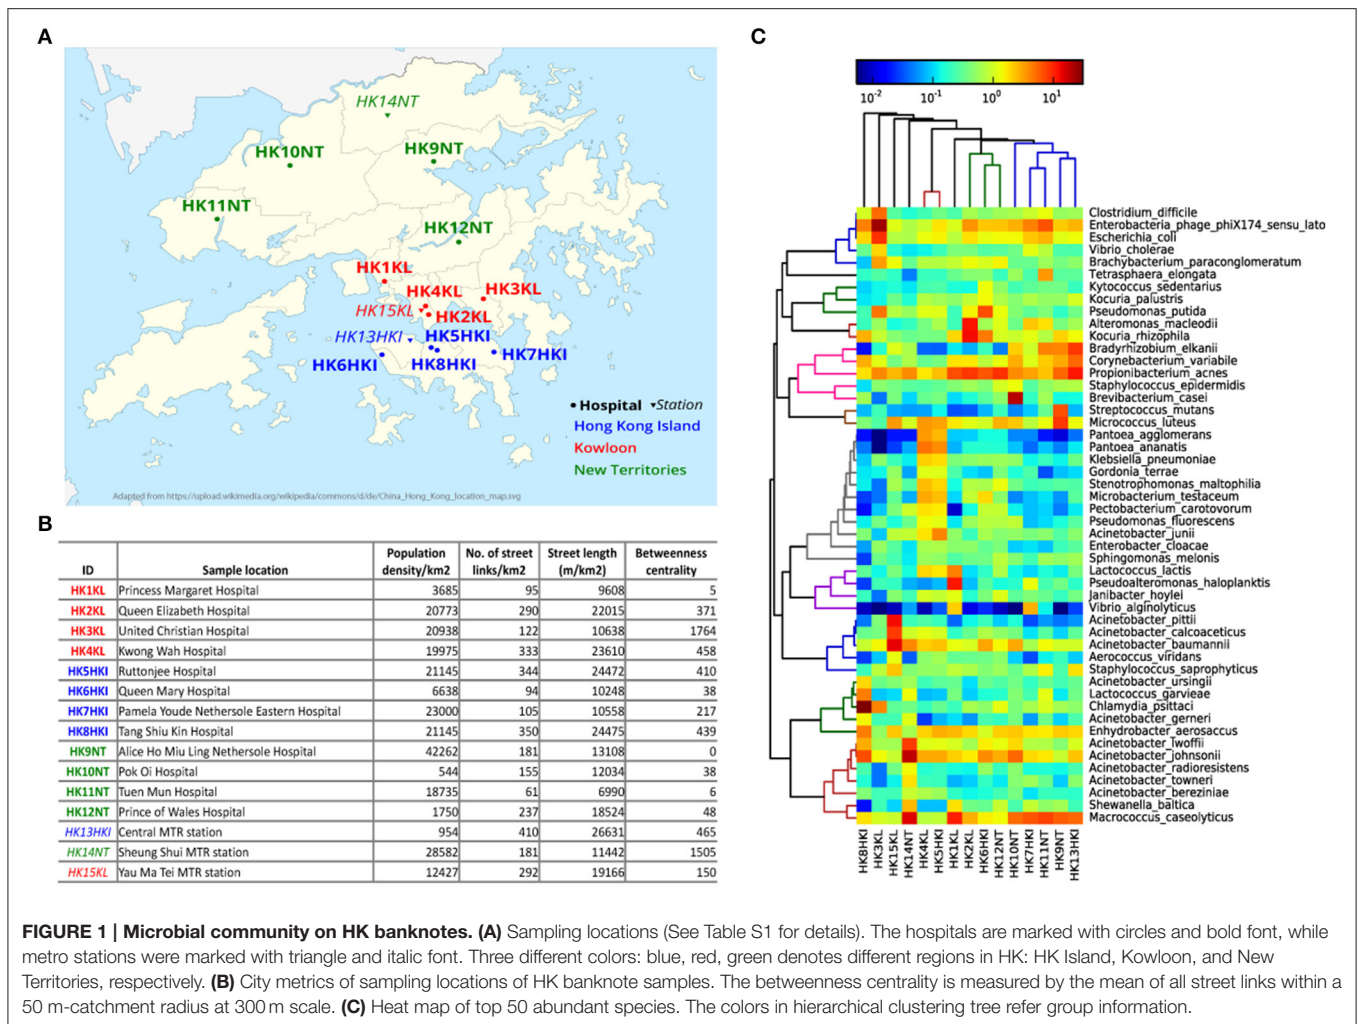 A
HK14NT
HK10NT
HK9NT
HK11NT
HK12NT
HK1KL
HK4KL
HK3KL
HK15KL
HK2KL
HK13HKI
HK5HKI
HK6HKI
HK8HKI
HK7HKI
•Hospital ▾Station
Hong Kong Island
Kowloon
New Territories
Adapted from https://upload.wikimedia.org/wikipedia/commons/d/de/China_Hong_Kong_location_map.svg
B
ID Sample location Population density/km2 No. of street links/km2 Street length (m/km2) Betweenness centrality
HK1KL Princess Margaret Hospital 3685 95 9608 5
HK2KL Queen Elizabeth Hospital 20773 290 22015 371
HK3KL United Christian Hospital 20938 122 10638 1764
HK4KL Kwong Wah Hospital 19975 333 23610 458
HK5HKI Ruttonjee Hospital 21145 344 24472 410
HK6HKI Queen Mary Hospital 6638 94 10248 38
HK7HKI Pamela Youde Nethersole Eastern Hospital 23000 105 10558 217
HK8HKI Tang Shiu Kin Hospital 21145 350 24475 439
HK9NT Alice Ho Miu Ling Nethersole Hospital 42262 181 13108 0
HK10NT Pok Oi Hospital 544 155 12034 38
HK11NT Tuen Mun Hospital 18735 61 6990 6
HK12NT Prince of Wales Hospital 1750 237 18524 48
HK13HKI Central MTR station 954 410 26631 465
HK14NT Sheung Shui MTR station 28582 181 11442 1505
HK15KL Yau Ma Tei MTR station 12427 292 19166 150
C
10-2 10-1 100 101
Clostridium_difficile
Enterobacteria_phage_phiX174_sensu_lato
Escherichia_coli
Vibrio_cholerae
Brachybacterium_paraconglomeratum
Tetrasphaera_elongata
Kytococcus_sedentarius
Kocuria_palustris
Pseudomonas_putida
Alteromonas_macleodii
Kocuria_rhizophila
Bradyrhizobium_elkanii
Corynebacterium_variabile
Propionibacterium_acnes
Staphylococcus_epidermidis
Brevibacterium_casei
Streptococcus_mutans
Micrococcus_luteus
Pantoea_agglomerans
Pantoea_ananatis
Klebsiella_pneumoniae
Gordonia_terrae
Stenotrophomonas_maltophilia
Microbacterium_testaceum
Pectobacterium_carotovorum
Pseudomonas_fluorescens
Acinetobacter_junii
Enterobacter_cloacae
Sphingomonas_melonis
Lactococcus_lactis
Pseudoalteromonas_haloplanktis
Janibacter_hoylei
Vibrio_alginolyticus
Acinetobacter_pittii
Acinetobacter_calcoaceticus
Acinetobacter_baumannii
Aerococcus_viridans
Staphylococcus_saprophyticus
Acinetobacter_ursingii
Lactococcus_garvieae
Chlamydia_psittaci
Acinetobacter_gerneri
Enhydrobacter_aerosaccus
Acinetobacter_lwoffii
Acinetobacter_johnsonii
Acinetobacter_radioresistens
Acinetobacter_towneri
Acinetobacter_bereziniae
Shewanella_baltica
Macrococcus_caseolyticus
HK8HKI HK3KL HK15KL HK14NT HK4KL HK5HKI HK1KL HK2KL HK6HKI HK12NT HK10NT HK7HKI HK11NT HK9NT HK13HKI
FIGURE 1 | Microbial community on HK banknotes. (A) Sampling locations (See Table S1 for details). The hospitals are marked with circles and bold font, while
metro stations were marked with triangle and italic font. Three different colors: blue, red, green denotes different regions in HK: HK Island, Kowloon, and New
Territories, respectively. (B) City metrics of sampling locations of HK banknote samples. The betweenness centrality is measured by the mean of all street links within a
50 m-catchment radius at 300 m scale. (C) Heat map of top 50 abundant species. The colors in hierarchical clustering tree refer group information.